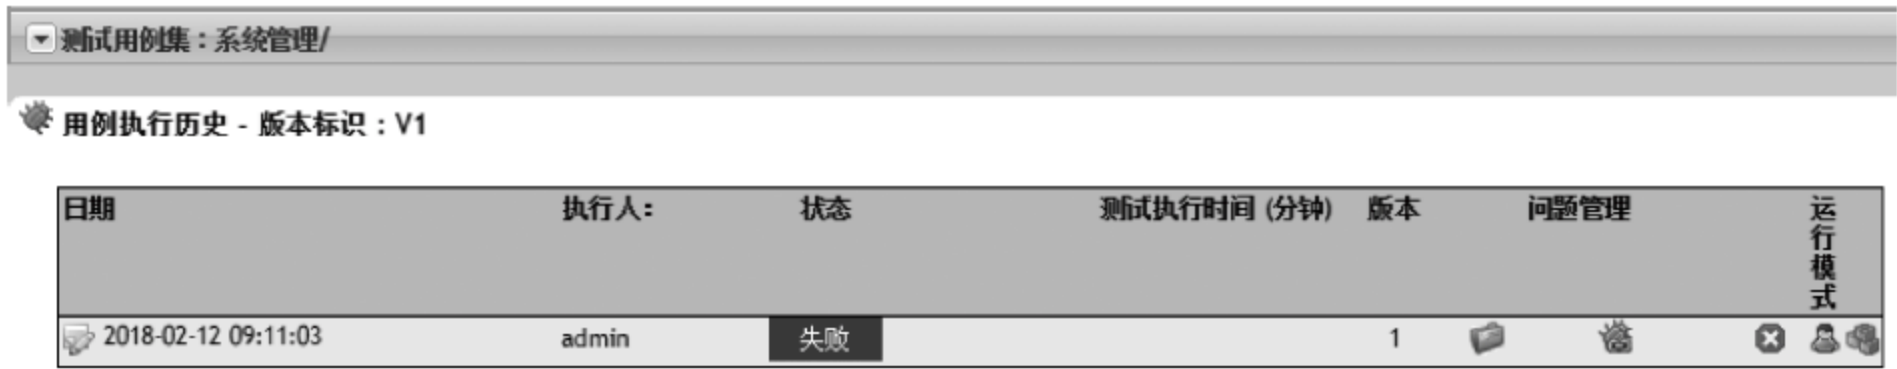 测试用例集：系统管理/
用例执行历史 - 版本标识：V1
日期 执行人： 状态 测试执行时间 (分钟) 版本 问题管理 运行模式
2018-02-12 09:11:03 admin 失败 1